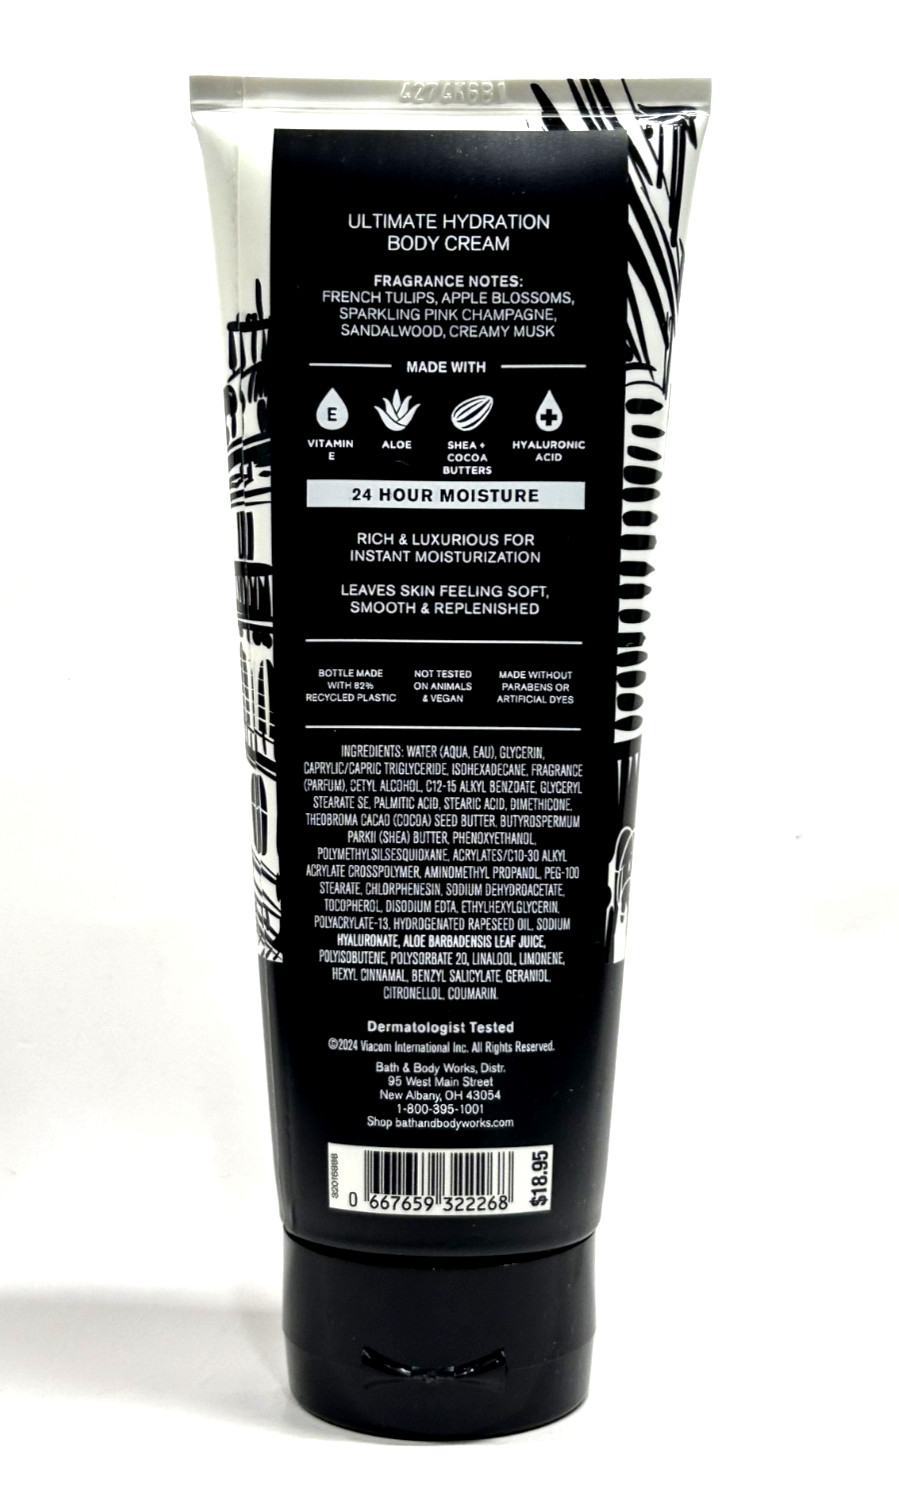 4274K6B1
ULTIMATE HYDRATION
BODY CREAM
FRAGRANCE NOTES:
FRENCH TULIPS, APPLE BLOSSOMS,
SPARKLING PINK CHAMPAGNE,
SANDALWOOD, CREAMY MUSK
MADE WITH
E
VITAMIN
E
ALOE
SHEA +
COCOA
BUTTERS
HYALURONIC
ACID
24 HOUR MOISTURE
RICH & LUXURIOUS FOR
INSTANT MOISTURIZATION
LEAVES SKIN FEELING SOFT,
SMOOTH & REPLENISHED
BOTTLE MADE
WITH 82%
RECYCLED PLASTIC
NOT TESTED
ON ANIMALS
& VEGAN
MADE WITHOUT
PARABENS OR
ARTIFICIAL DYES
INGREDIENTS: WATER (AQUA, EAU), GLYCERIN,
CAPRYLIC/CAPRIC TRIGLYCERIDE, ISOHEXADECANE, FRAGRANCE
(PARFUM), CETYL ALCOHOL, C12-15 ALKYL BENZOATE, GLYCERYL
STEARATE SE, PALMITIC ACID, STEARIC ACID, DIMETHICONE,
THEOBROMA CACAO (COCOA) SEED BUTTER, BUTYROSPERMUM
PARKII (SHEA) BUTTER, PHENOXYETHANOL,
POLYMETHYLSILSESQUIOXANE, ACRYLATES/C10-30 ALKYL
ACRYLATE CROSSPOLYMER, AMINOMETHYL PROPANOL, PEG-100
STEARATE, CHLORPHENESIN, SODIUM DEHYDROACETATE,
TOCOPHEROL, DISODIUM EDTA, ETHYLHEXYLGLYCERIN,
POLYACRYLATE-13, HYDROGENATED RAPESEED OIL, SODIUM
HYALURONATE, ALOE BARBADENSIS LEAF JUICE,
POLYISOBUTENE, POLYSORBATE 20, LINALOOL, LIMONENE,
HEXYL CINNAMAL, BENZYL SALICYLATE, GERANIOL,
CITRONELLOL, COUMARIN.
Dermatologist Tested
©2024 Viacom International Inc. All Rights Reserved.
Bath & Body Works, Distr.
95 West Main Street
New Albany, OH 43054
1-800-395-1001
Shop bathandbodyworks.com
0 667659 322268
$18.95